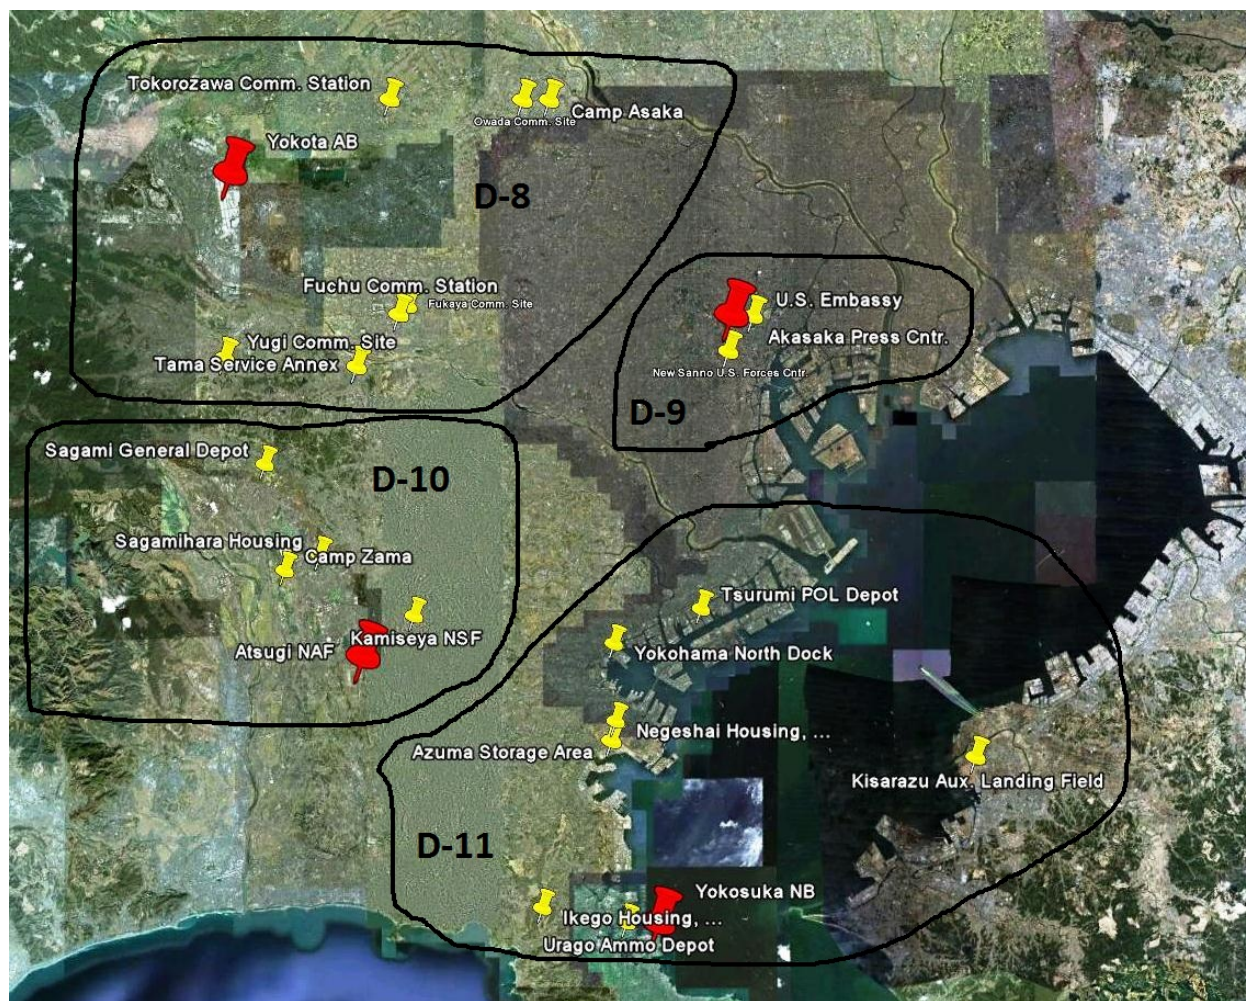 Tokorozawa Comm. Station
Camp Asaka
Owada Comm. Site
Yokota AB
D-8
Fuchu Comm. Station
Fukaya Comm. Site
U.S. Embassy
Akasaka Press Cntr.
Yugi Comm. Site
Tama Service Annex
New Sanno U.S. Forces Cntr.
D-9
Sagami General Depot
D-10
Sagamihara Housing
Camp Zama
Tsurumi POL Depot
Kamiseya NSF
Atsugi NAF
Yokohama North Dock
Negeshai Housing, ...
Azuma Storage Area
Kisarazu Aux. Landing Field
D-11
Yokosuka NB
Ikego Housing, ...
Urago Ammo Depot